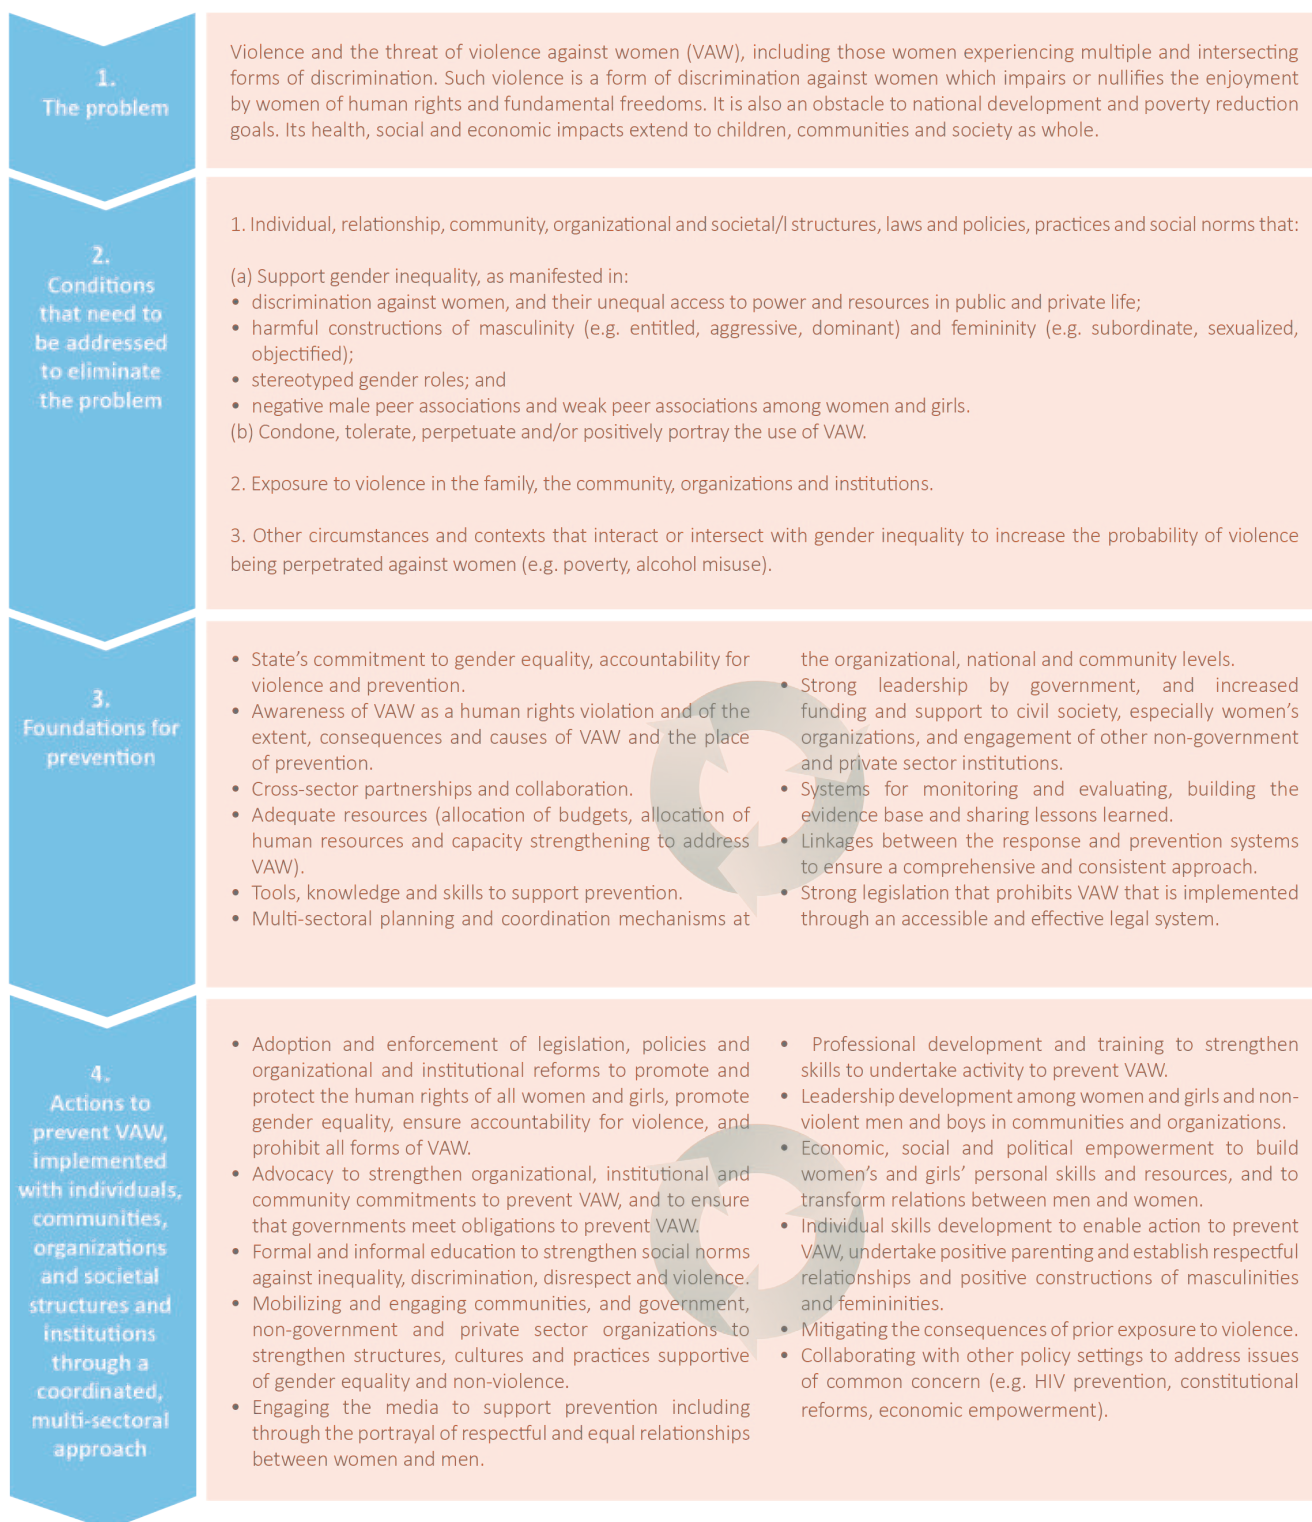 1.
The problem
Violence and the threat of violence against women (VAW), including those women experiencing multiple and intersecting
forms of discrimination. Such violence is a form of discrimination against women which impairs or nullifies the enjoyment
by women of human rights and fundamental freedoms. It is also an obstacle to national development and poverty reduction
goals. Its health, social and economic impacts extend to children, communities and society as whole.
2.
Conditions
that need to
be addressed
to eliminate
the problem
1. Individual, relationship, community, organizational and societal/l structures, laws and policies, practices and social norms that:
(a) Support gender inequality, as manifested in:
• discrimination against women, and their unequal access to power and resources in public and private life;
• harmful constructions of masculinity (e.g. entitled, aggressive, dominant) and femininity (e.g. subordinate, sexualized,
objectified);
• stereotyped gender roles; and
• negative male peer associations and weak peer associations among women and girls.
(b) Condone, tolerate, perpetuate and/or positively portray the use of VAW.
2. Exposure to violence in the family, the community, organizations and institutions.
3. Other circumstances and contexts that interact or intersect with gender inequality to increase the probability of violence
being perpetrated against women (e.g. poverty, alcohol misuse).
3.
Foundations for
prevention
• State’s commitment to gender equality, accountability for
violence and prevention.
• Awareness of VAW as a human rights violation and of the
extent, consequences and causes of VAW and the place
of prevention.
• Cross-sector partnerships and collaboration.
• Adequate resources (allocation of budgets, allocation of
human resources and capacity strengthening to address
VAW).
• Tools, knowledge and skills to support prevention.
• Multi-sectoral planning and coordination mechanisms at
the organizational, national and community levels.
• Strong leadership by government, and increased
funding and support to civil society, especially women’s
organizations, and engagement of other non-government
and private sector institutions.
• Systems for monitoring and evaluating, building the
evidence base and sharing lessons learned.
• Linkages between the response and prevention systems
to ensure a comprehensive and consistent approach.
• Strong legislation that prohibits VAW that is implemented
through an accessible and effective legal system.
4.
Actions to
prevent VAW,
implemented
with individuals,
communities,
organizations
and societal
structures and
institutions
through a
coordinated,
multi-sectoral
approach
• Adoption and enforcement of legislation, policies and
organizational and institutional reforms to promote and
protect the human rights of all women and girls, promote
gender equality, ensure accountability for violence, and
prohibit all forms of VAW.
• Advocacy to strengthen organizational, institutional and
community commitments to prevent VAW, and to ensure
that governments meet obligations to prevent VAW.
• Formal and informal education to strengthen social norms
against inequality, discrimination, disrespect and violence.
• Mobilizing and engaging communities, and government,
non-government and private sector organizations to
strengthen structures, cultures and practices supportive
of gender equality and non-violence.
• Engaging the media to support prevention including
through the portrayal of respectful and equal relationships
between women and men.
• Professional development and training to strengthen
skills to undertake activity to prevent VAW.
• Leadership development among women and girls and non-
violent men and boys in communities and organizations.
• Economic, social and political empowerment to build
women’s and girls’ personal skills and resources, and to
transform relations between men and women.
• Individual skills development to enable action to prevent
VAW, undertake positive parenting and establish respectful
relationships and positive constructions of masculinities
and femininities.
• Mitigating the consequences of prior exposure to violence.
• Collaborating with other policy settings to address issues
of common concern (e.g. HIV prevention, constitutional
reforms, economic empowerment).